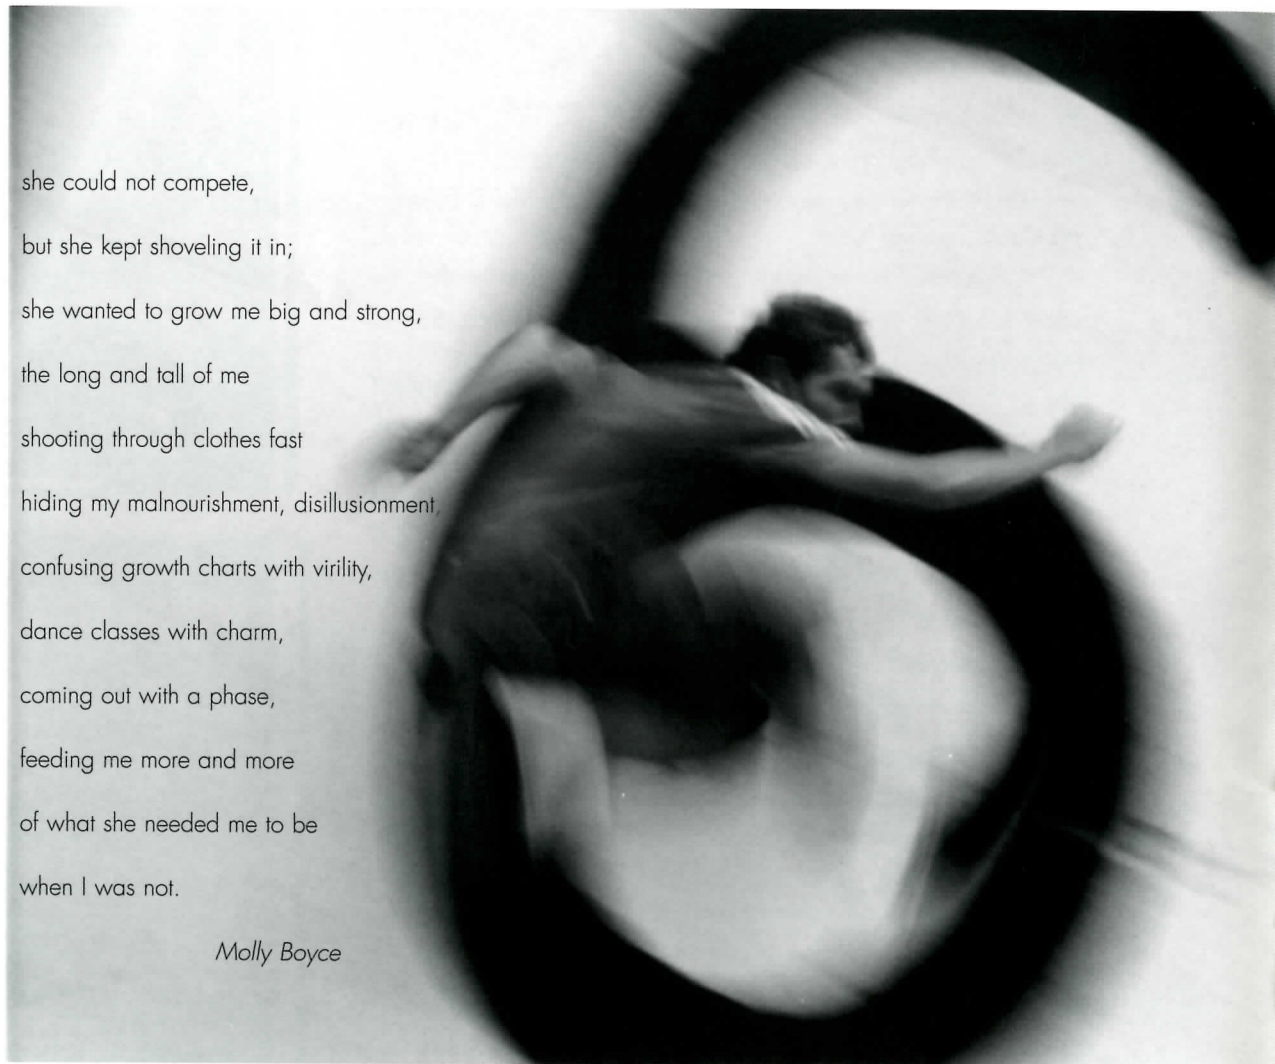 she could not compete,
but she kept shoveling it in;
she wanted to grow me big and strong,
the long and tall of me
shooting through clothes fast
hiding my malnourishment, disillusionment,
confusing growth charts with virility,
dance classes with charm,
coming out with a phase,
feeding me more and more
of what she needed me to be
when I was not.
Molly Boyce